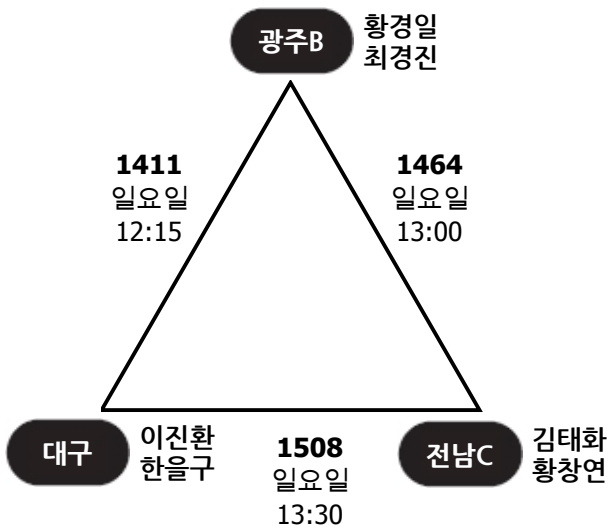 광주B
황경일
최경진
1411
일요일
12:15
1464
일요일
13:00
대구
이진환
한을구
1508
일요일
13:30
전남C
김태화
황창연